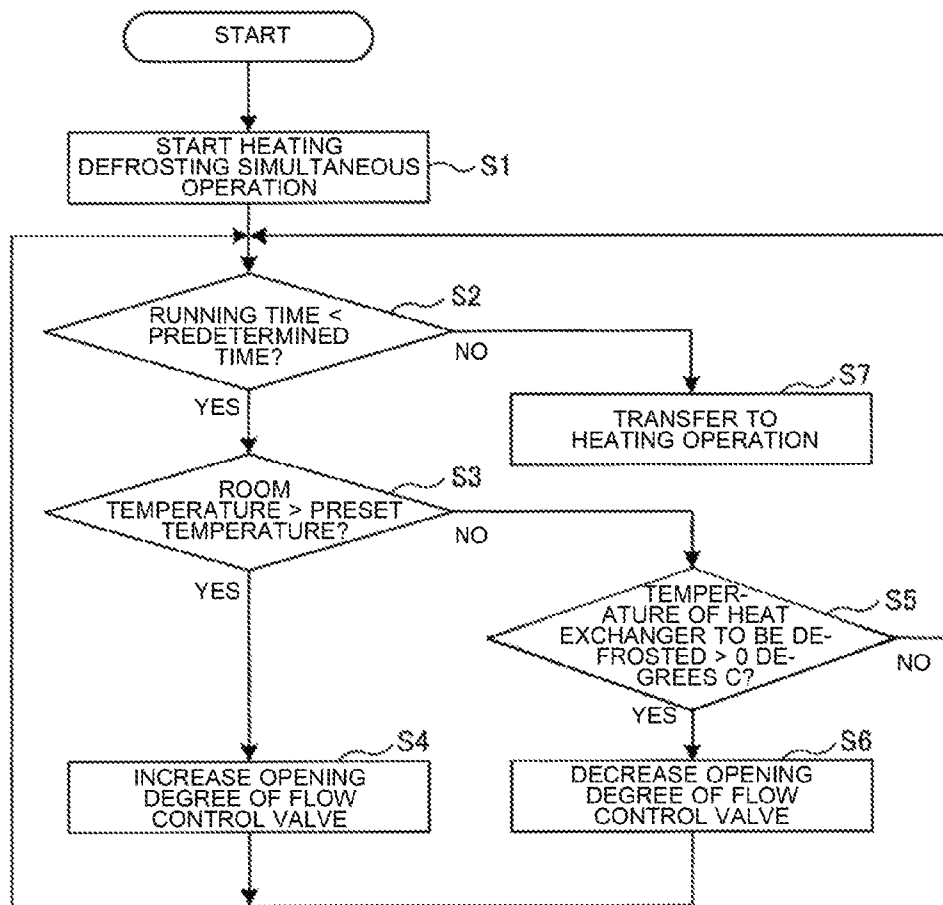 START
START HEATING
DEFROSTING SIMULTANEOUS
OPERATION
S1
S2
RUNNING TIME <
PREDETERMINED
TIME?
NO
YES
S7
TRANSFER TO
HEATING OPERATION
S3
ROOM
TEMPERATURE > PRESET
TEMPERATURE?
NO
YES
S5
TEMPER-
ATURE OF HEAT
EXCHANGER TO BE DE-
FROSTED > 0 DE-
GREES C?
NO
YES
S4
INCREASE OPENING
DEGREE OF FLOW
CONTROL VALVE
S6
DECREASE OPENING
DEGREE OF FLOW
CONTROL VALVE